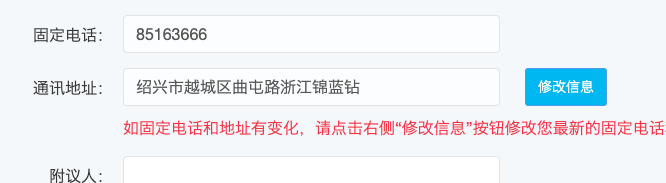 固定电话: 85163666
通讯地址: 绍兴市越城区曲屯路浙江锦蓝钻 修改信息
如固定电话和地址有变化，请点击右侧“修改信息”按钮修改您最新的固定电话
附议人: